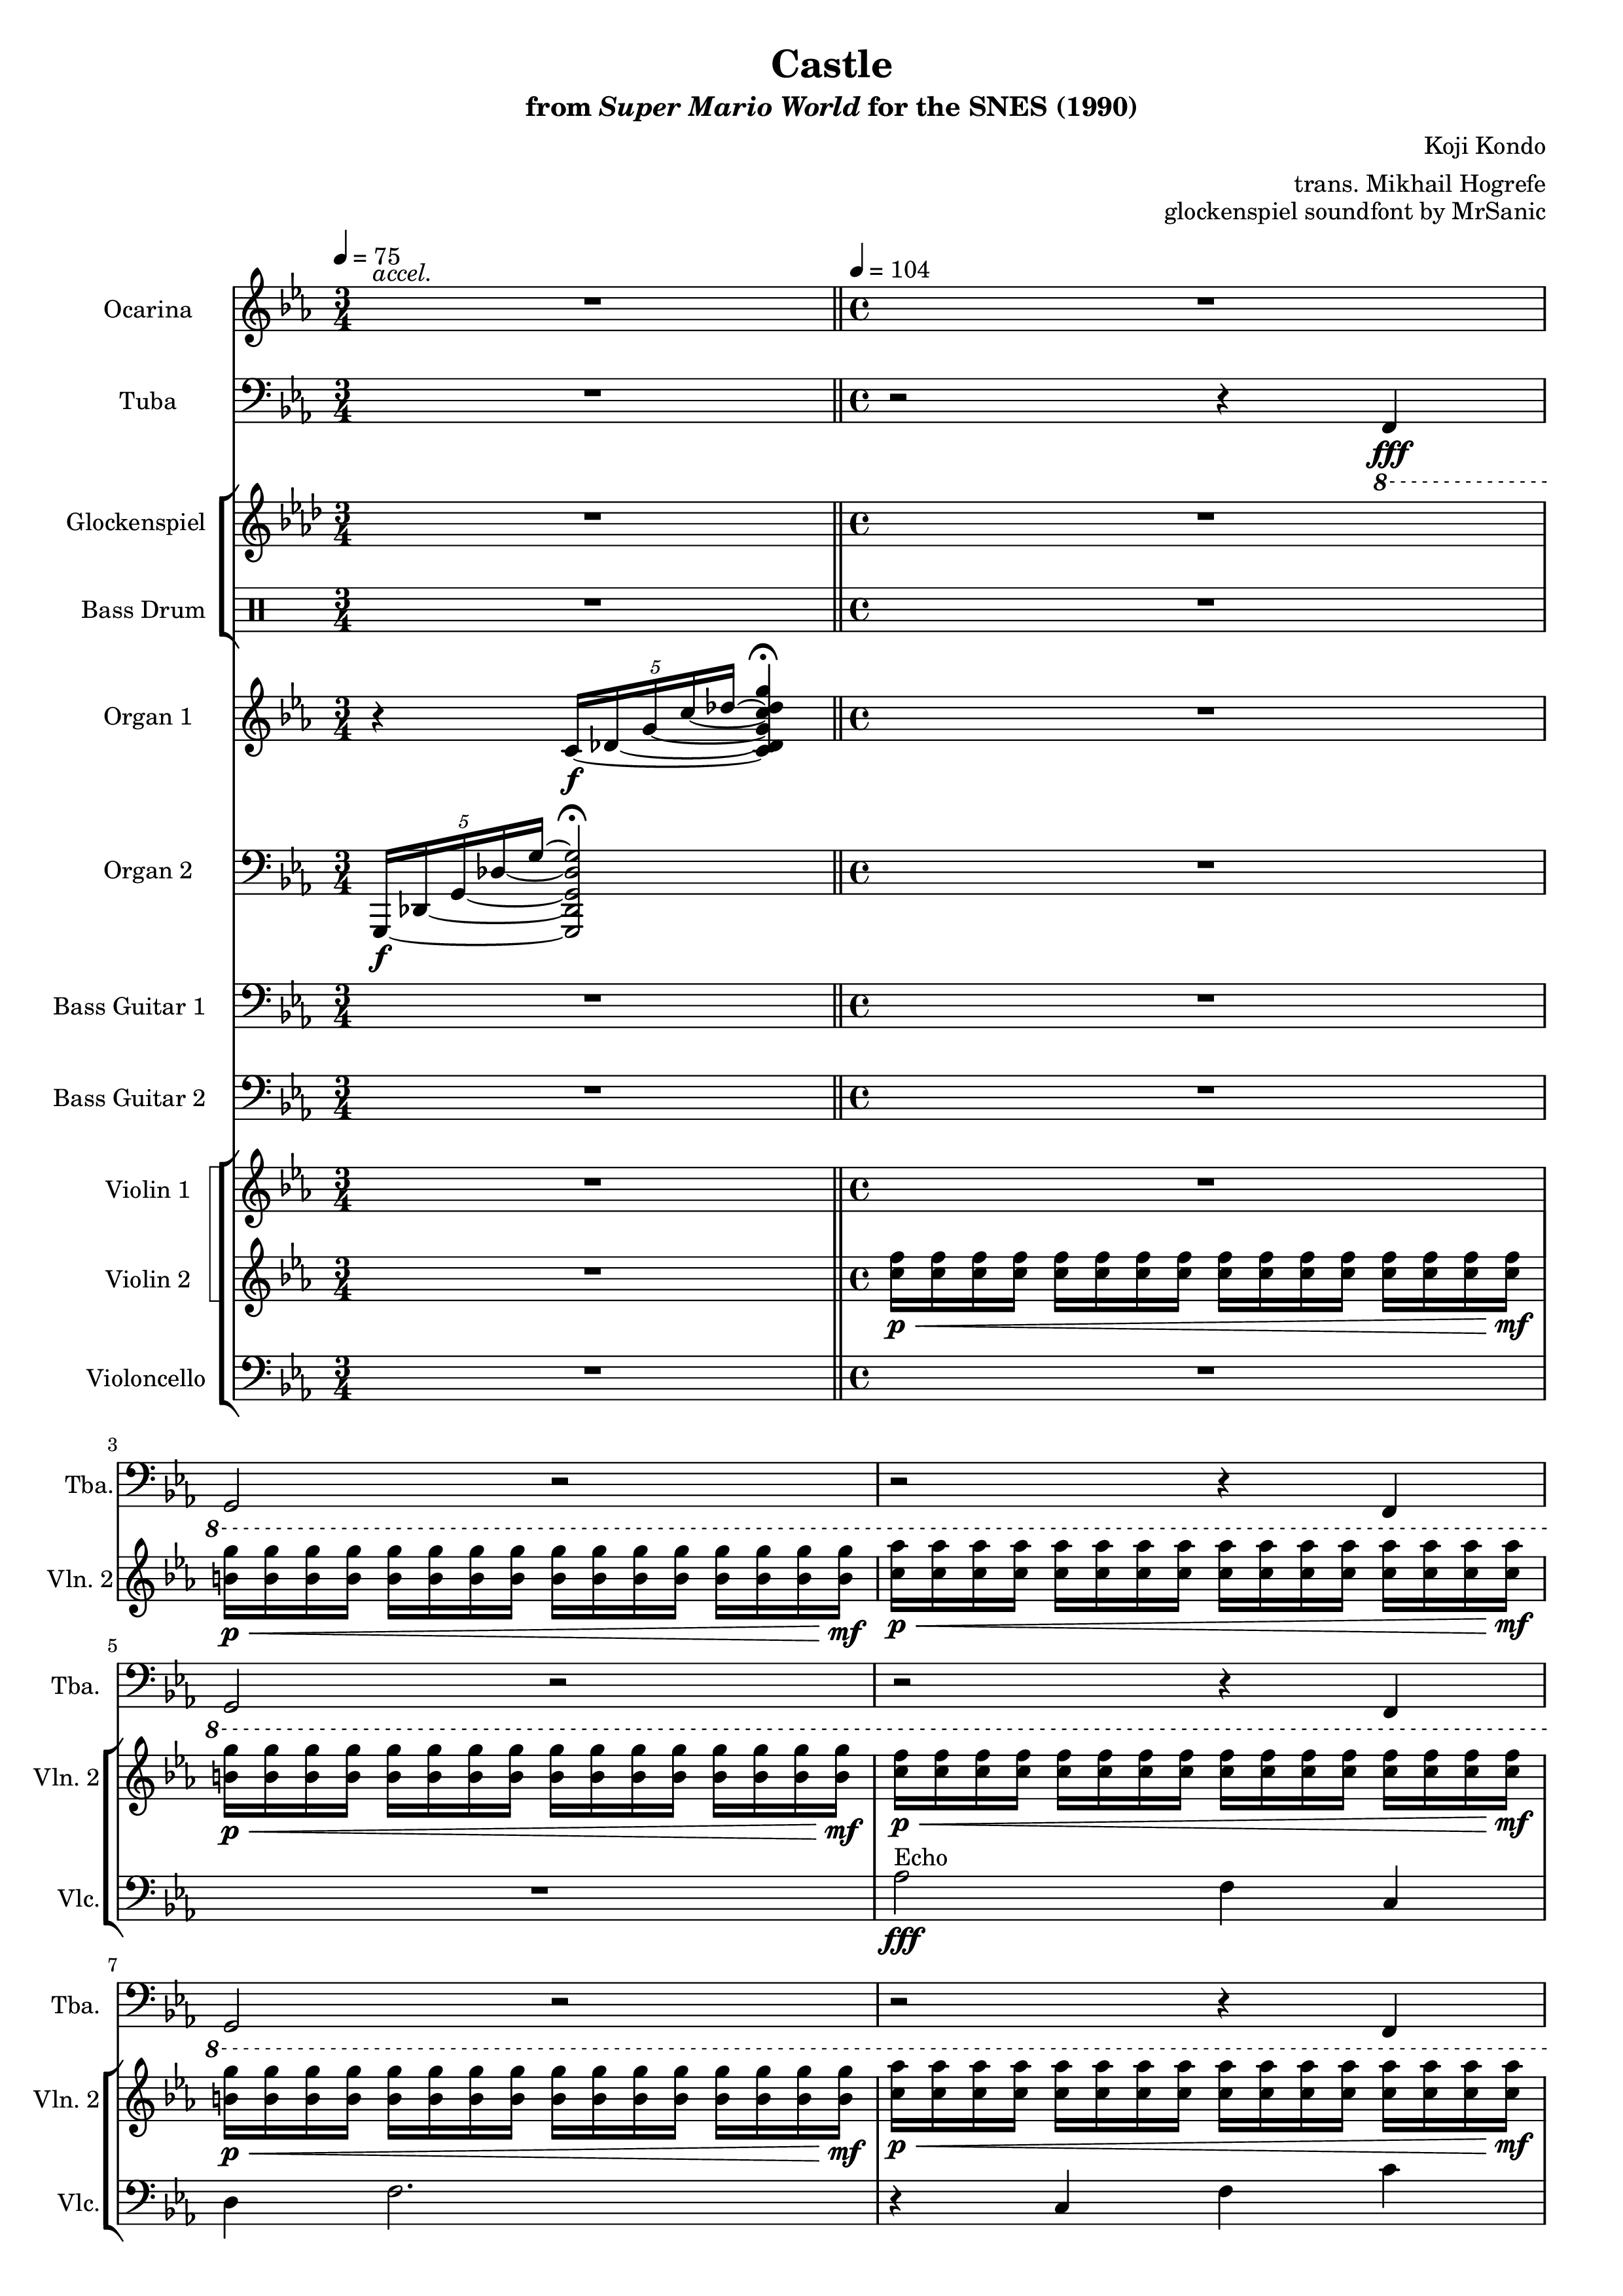 Castle
from Super Mario World for the SNES (1990)
Koji Kondo
trans. Mikhail Hogrefe
glockenspiel soundfont by MrSanic
= 75
accel.
= 104
Ocarina
Tuba
fff
8
Glockenspiel
Bass Drum
5
Organ 1
f
5
Organ 2
f
Bass Guitar 1
Bass Guitar 2
Violin 1
Violin 2
p mf
Violoncello
3
Tba.
8
Vln. 2
p mf p mf
5
Tba.
8
Vln. 2
p mf p mf
Echo
Vlc.
fff
7
Tba.
8
Vln. 2
p mf p mf
Vlc.